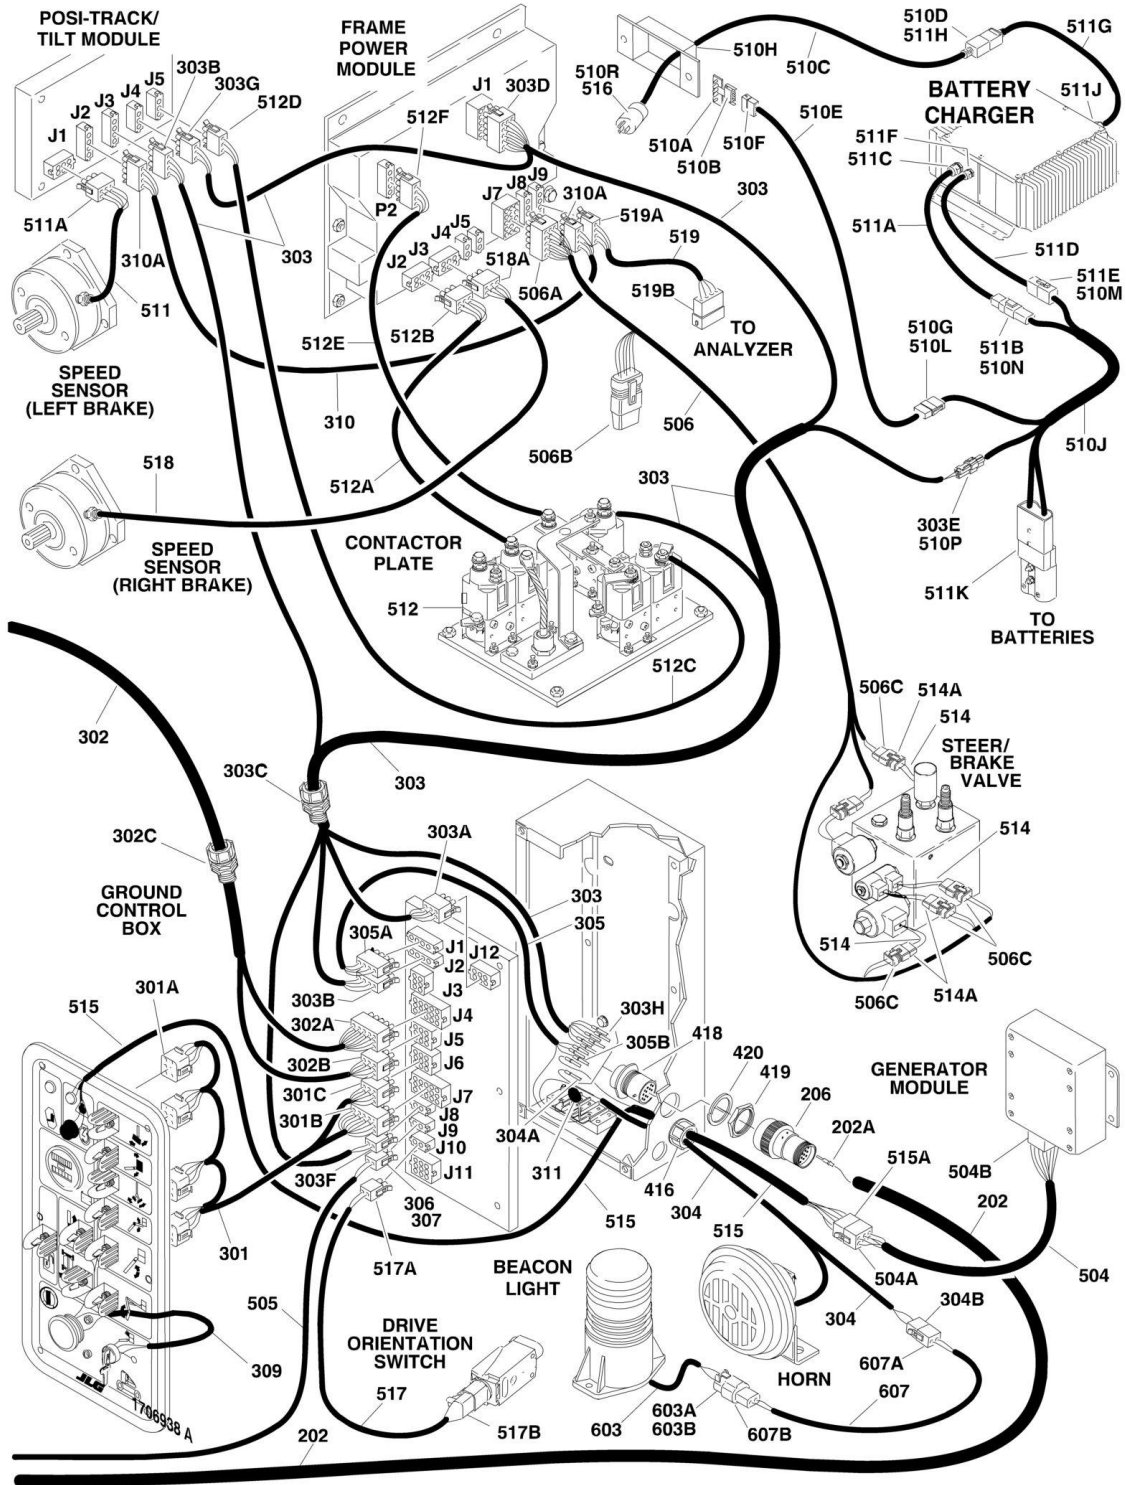 POSI-TRACK/
TILT MODULE
303B
303G
512D
J5
J4
J3
J2
J1
511A
310A
303
511
SPEED
SENSOR
(LEFT BRAKE)
310
FRAME
POWER
MODULE
J1
303D
512F
P2
J9
J8
J7
310A
519A
J5
J4
J3
J2
518A
506A
519
519B
TO
ANALYZER
512E
512B
506B
506
510R
516
510H
510C
510D
511H
511G
510A
510B
510F
510E
BATTERY
CHARGER
511J
511F
511C
303
511A
511D
511E
510M
511B
510N
510G
510L
510J
303E
510P
511K
TO
BATTERIES
518
SPEED
SENSOR
(RIGHT BRAKE)
512A
303
CONTACTOR
PLATE
512
512C
302
303C
303
302C
GROUND
CONTROL
BOX
506C
514A
514
STEER/
BRAKE
VALVE
514
514
506C
506C
514A
303A
303
305
305A
J1
J2
J12
J3
303B
J4
302A
J5
302B
J6
301C
J7
301B
J8
J9
J10
303F
J11
306
307
301A
515
301
517A
303H
305B
418
420
419
206
202A
304A
311
416
304
515
515
515A
504A
202
504B
504
GENERATOR
MODULE
505
309
JLG
1706938 A
DRIVE
ORIENTATION
SWITCH
517
517B
202
BEACON
LIGHT
603
603A
603B
607B
HORN
304
304B
607A
607